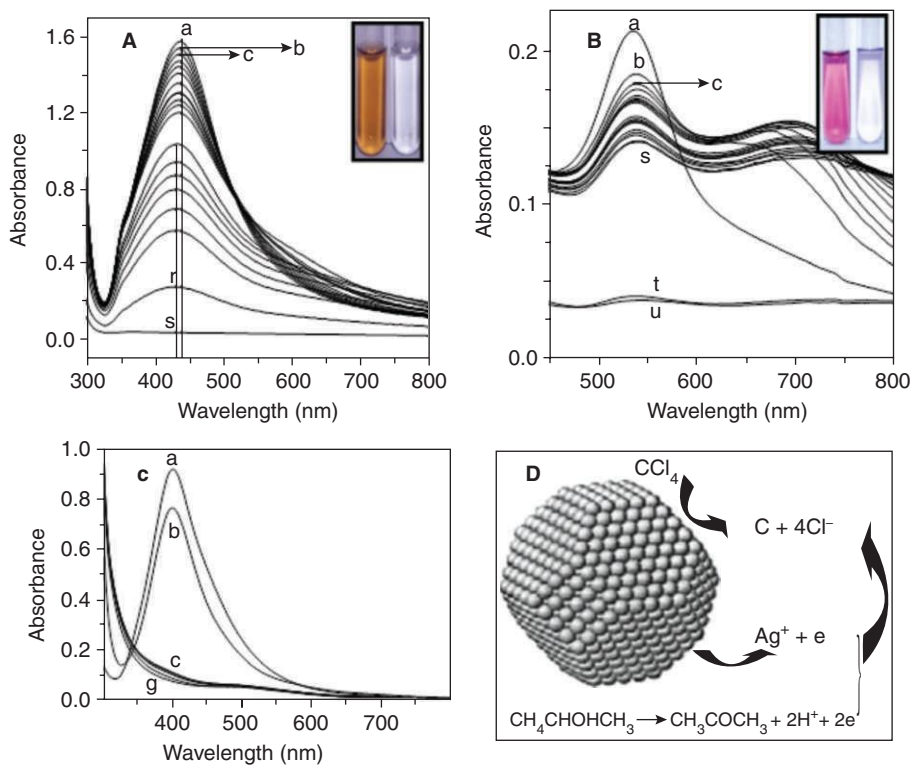 A
a
b
c
r
s
Absorbance
1.6
1.2
0.8
0.4
0.0
300 400 500 600 700 800
Wavelength (nm)
B
a
b
c
s
t
u
Absorbance
0.2
0.1
0.0
500 600 700 800
Wavelength (nm)
c
a
b
c
g
Absorbance
1.0
0.8
0.6
0.4
0.2
0.0
400 500 600 700
Wavelength (nm)
D
CCl₄
C + 4Cl⁻
Ag⁺ + e
CH₄CHOHCH₃ → CH₃COCH₃ + 2H⁺ + 2e